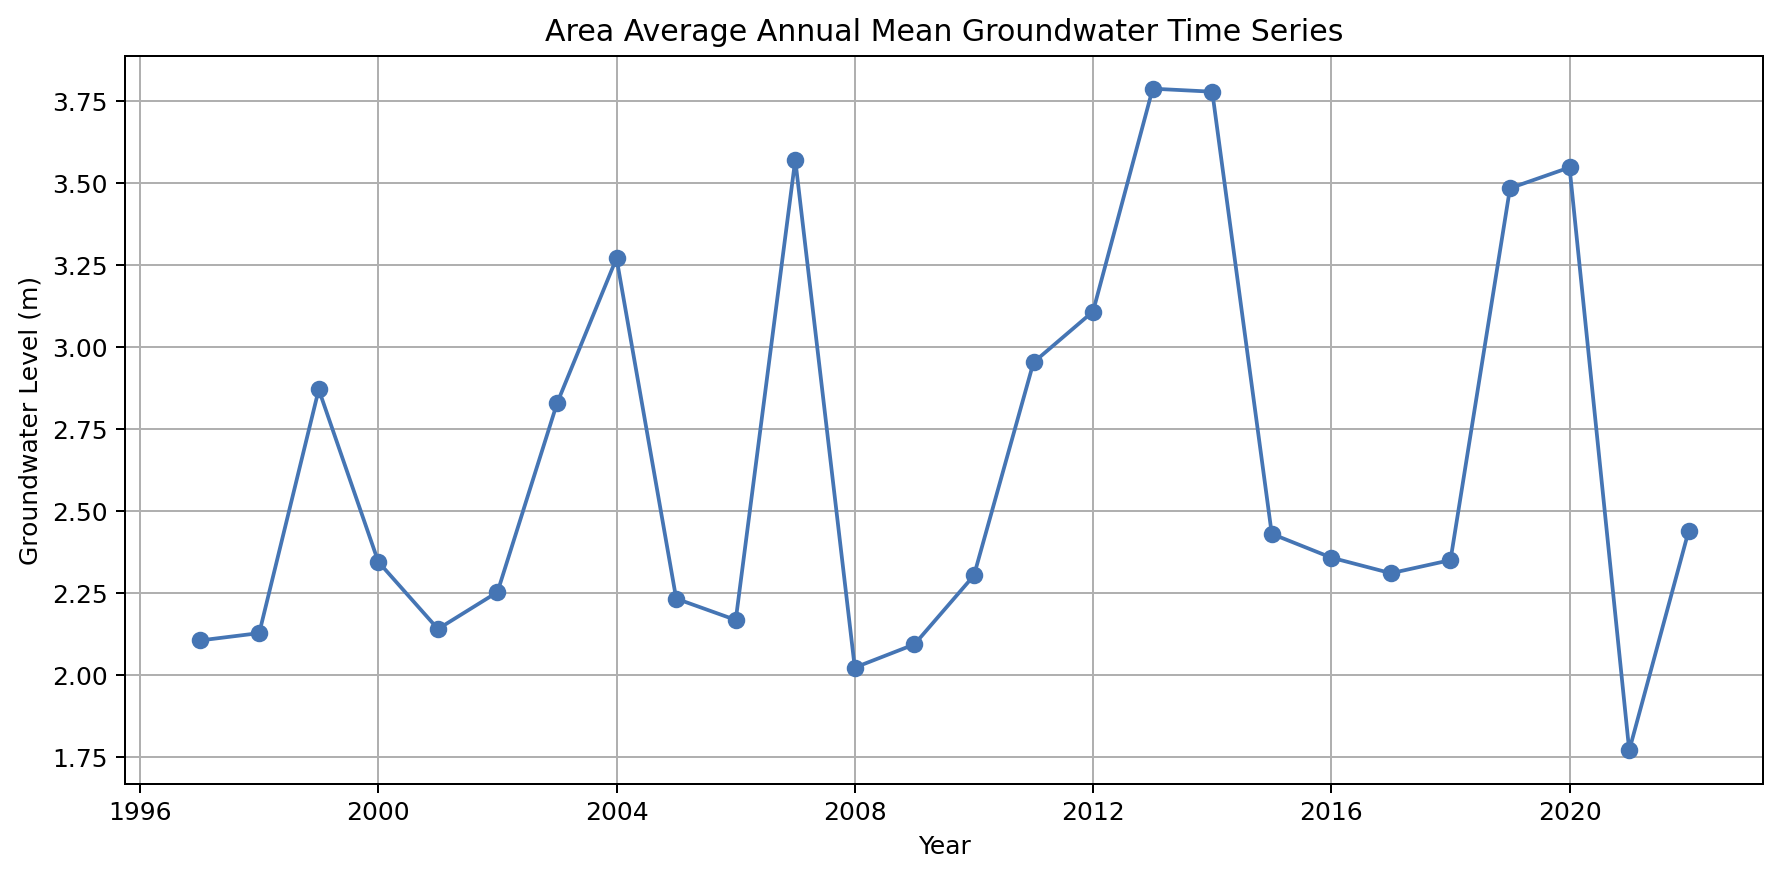 Area Average Annual Mean Groundwater Time Series
Groundwater Level (m)
3.75
3.50
3.25
3.00
2.75
2.50
2.25
2.00
1.75
1996 2000 2004 2008 2012 2016 2020
Year